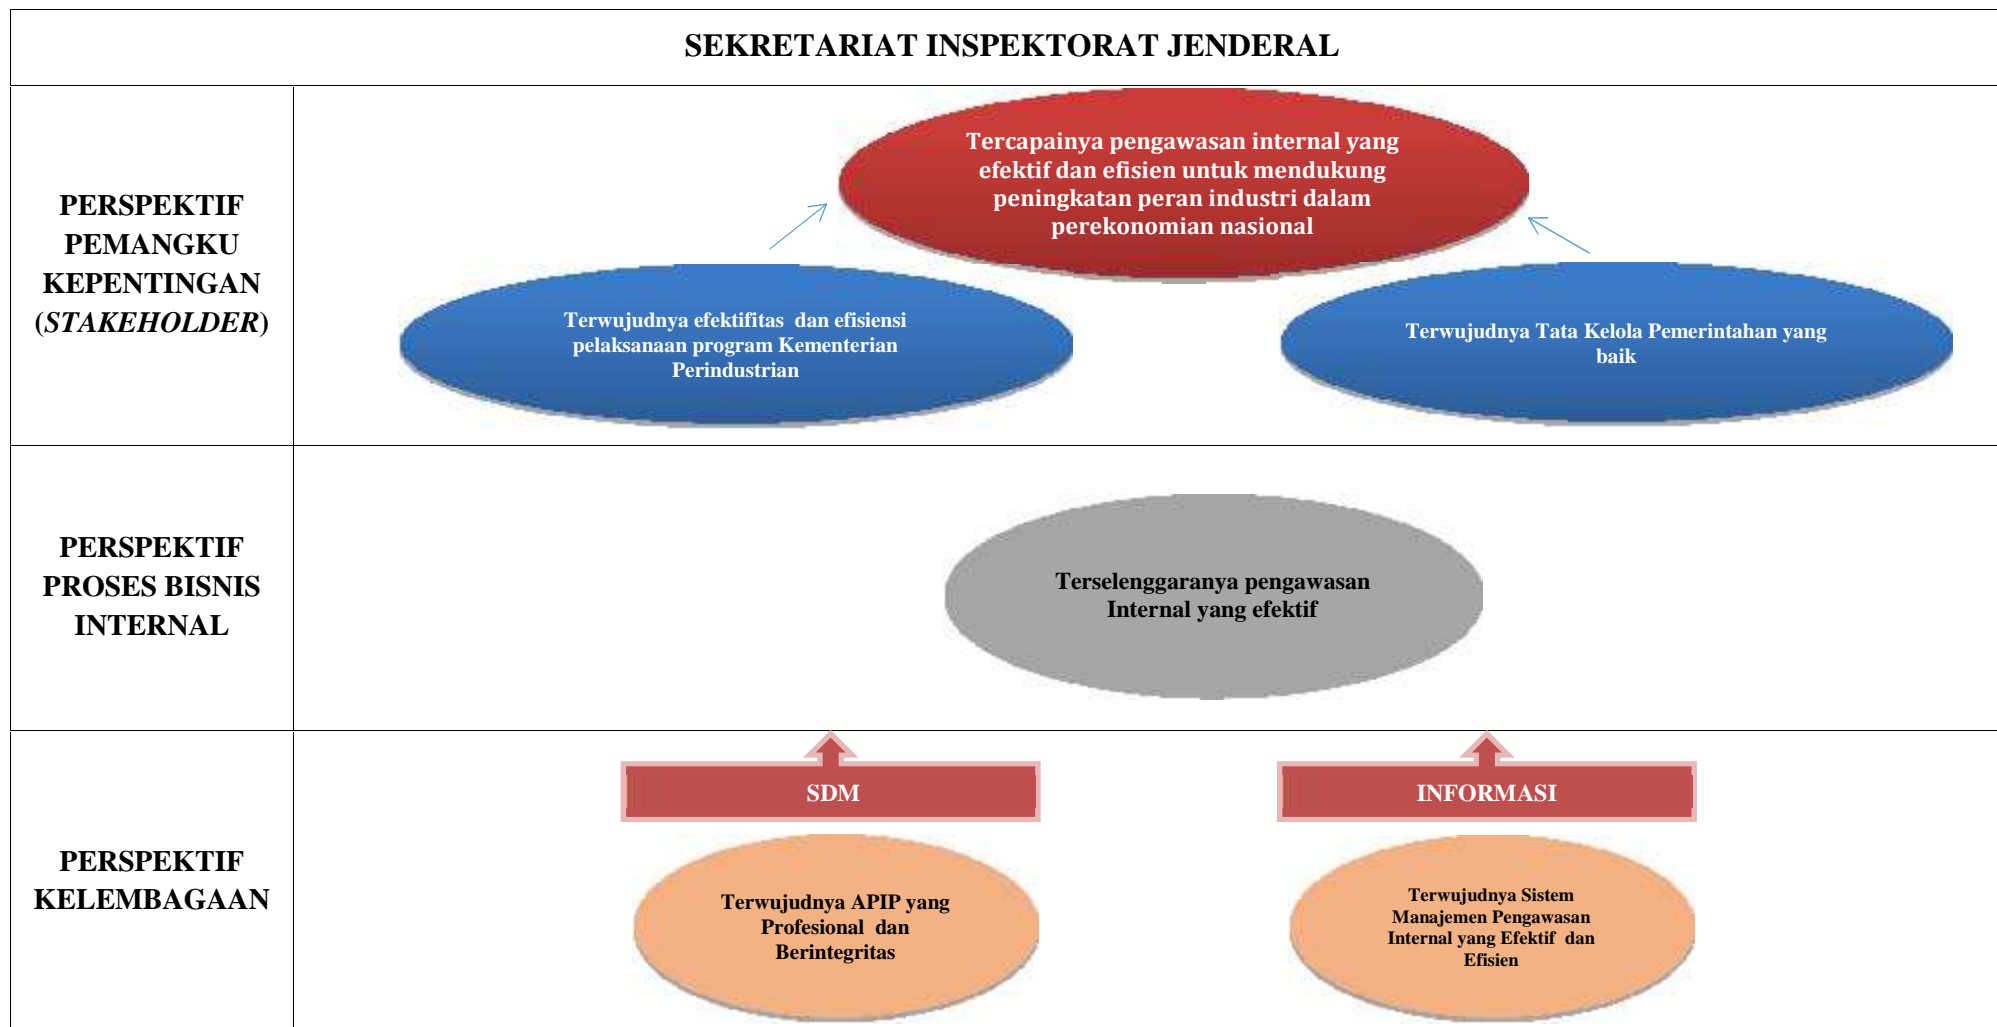 SEKRETARIAT INSPEKTORAT JENDERAL
PERSPEKTIF
PEMANGKU
KEPENTINGAN
(STAKEHOLDER)
Tercapainya pengawasan internal yang
efektif dan efisien untuk mendukung
peningkatan peran industri dalam
perekonomian nasional
Terwujudnya efektifitas dan efisiensi
pelaksanaan program Kementerian
Perindustrian
Terwujudnya Tata Kelola Pemerintahan yang
baik
PERSPEKTIF
PROSES BISNIS
INTERNAL
Terselenggaranya pengawasan
Internal yang efektif
PERSPEKTIF
KELEMBAGAAN
SDM
INFORMASI
Terwujudnya APIP yang
Profesional dan
Berintegritas
Terwujudnya Sistem
Manajemen Pengawasan
Internal yang Efektif dan
Efisien